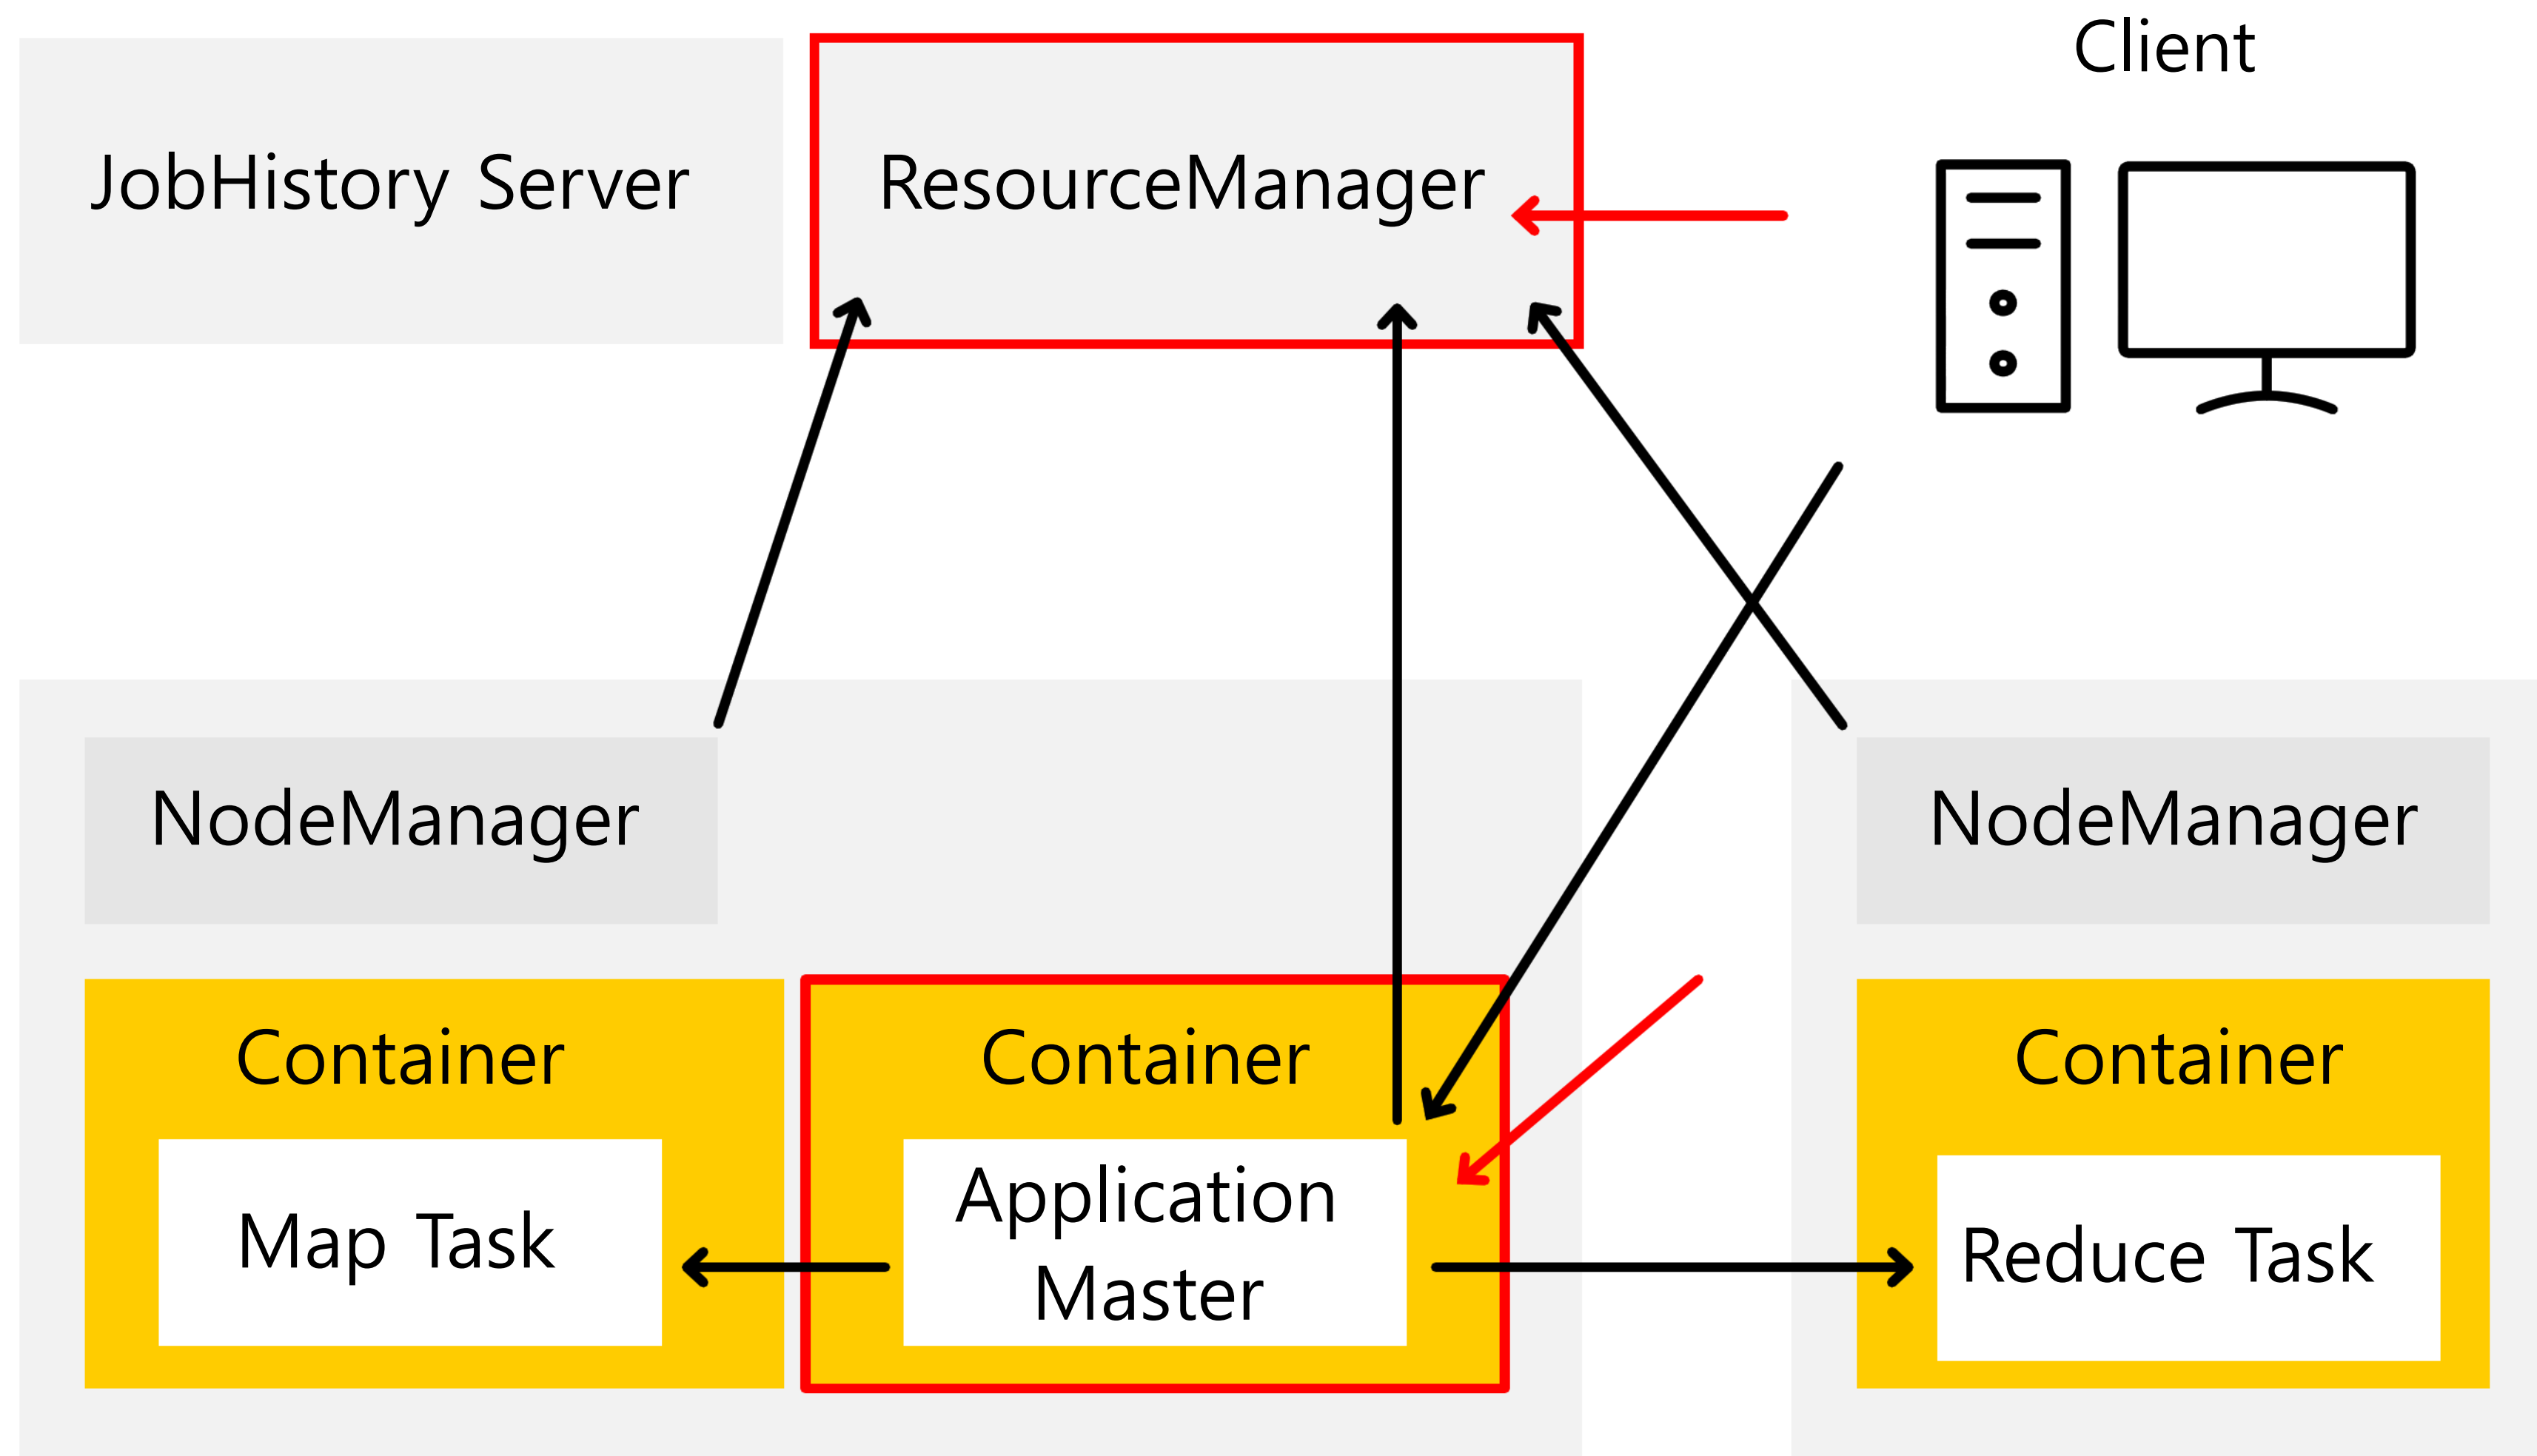 Client
JobHistory Server
ResourceManager
NodeManager
NodeManager
Container
Container
Container
Map Task
Application
Master
Reduce Task